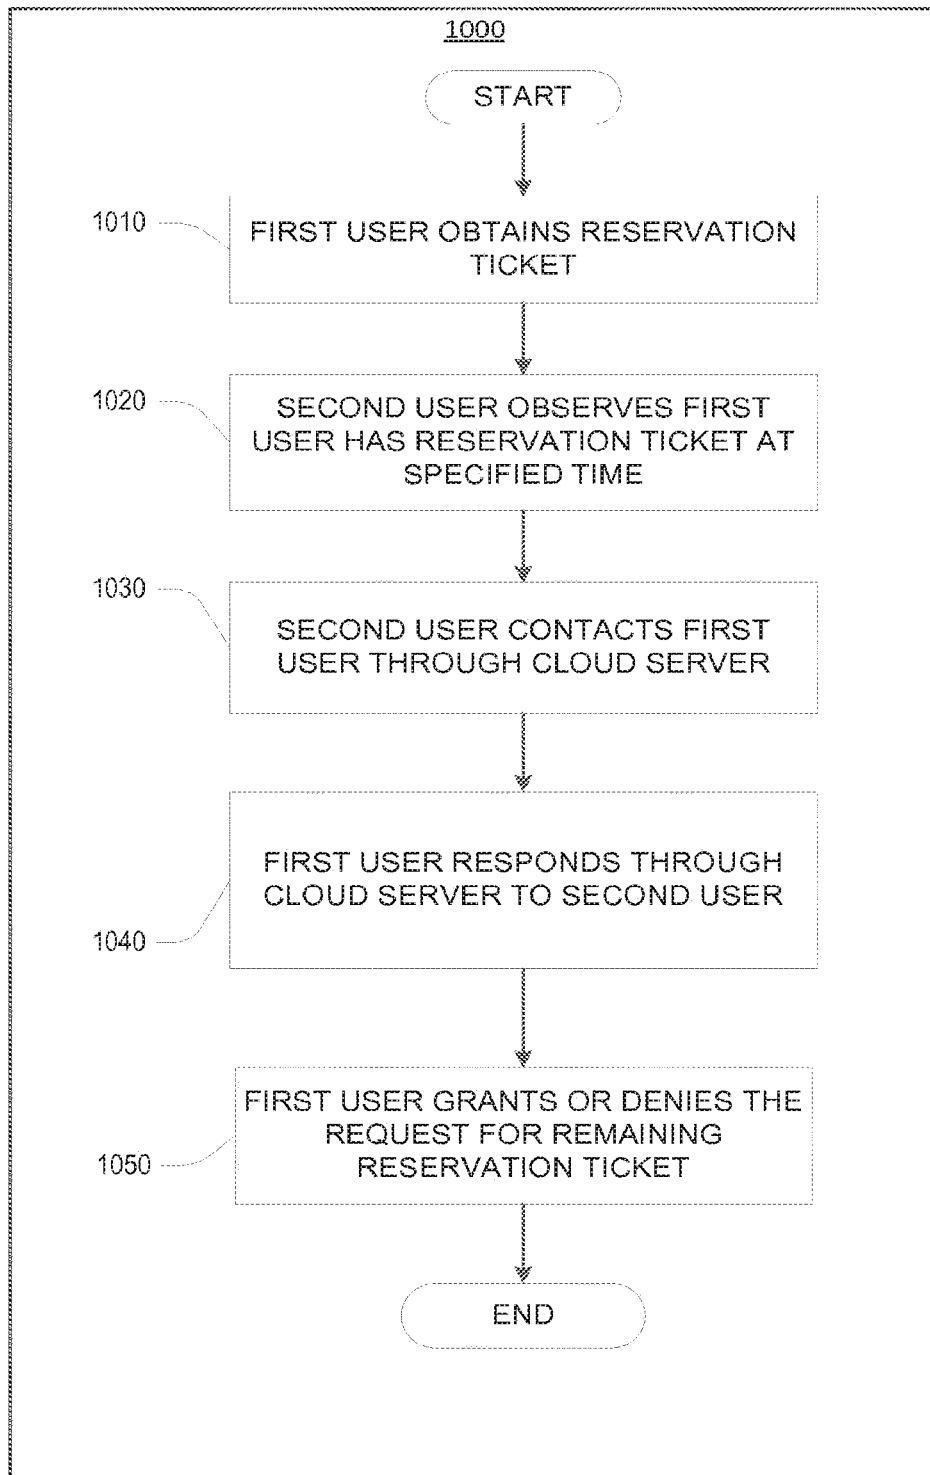 1000
START
1010
FIRST USER OBTAINS RESERVATION
TICKET
1020
SECOND USER OBSERVES FIRST
USER HAS RESERVATION TICKET AT
SPECIFIED TIME
1030
SECOND USER CONTACTS FIRST
USER THROUGH CLOUD SERVER
FIRST USER RESPONDS THROUGH
CLOUD SERVER TO SECOND USER
1040
FIRST USER GRANTS OR DENIES THE
REQUEST FOR REMAINING
RESERVATION TICKET
1050
END